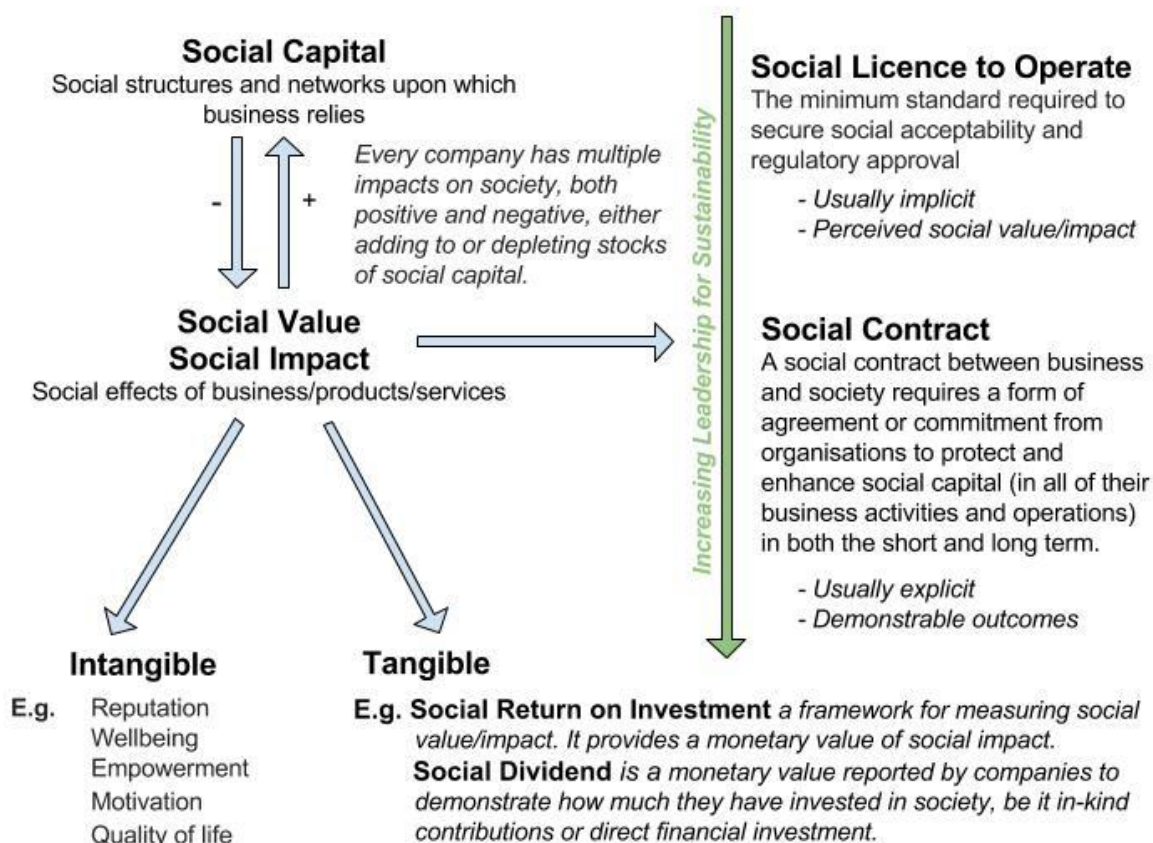 Social Capital
Social structures and networks upon which
business relies
-
+
Every company has multiple
impacts on society, both
positive and negative, either
adding to or depleting stocks
of social capital.
Social Value
Social Impact
Social effects of business/products/services
Intangible
E.g. Reputation
Wellbeing
Empowerment
Motivation
Quality of life
Tangible
E.g. Social Return on Investment a framework for measuring social
value/impact. It provides a monetary value of social impact.
Social Dividend is a monetary value reported by companies to
demonstrate how much they have invested in society, be it in-kind
contributions or direct financial investment.
Increasing Leadership for Sustainability
Social Licence to Operate
The minimum standard required to
secure social acceptability and
regulatory approval
- Usually implicit
- Perceived social value/impact
Social Contract
A social contract between business
and society requires a form of
agreement or commitment from
organisations to protect and
enhance social capital (in all of their
business activities and operations)
in both the short and long term.
- Usually explicit
- Demonstrable outcomes